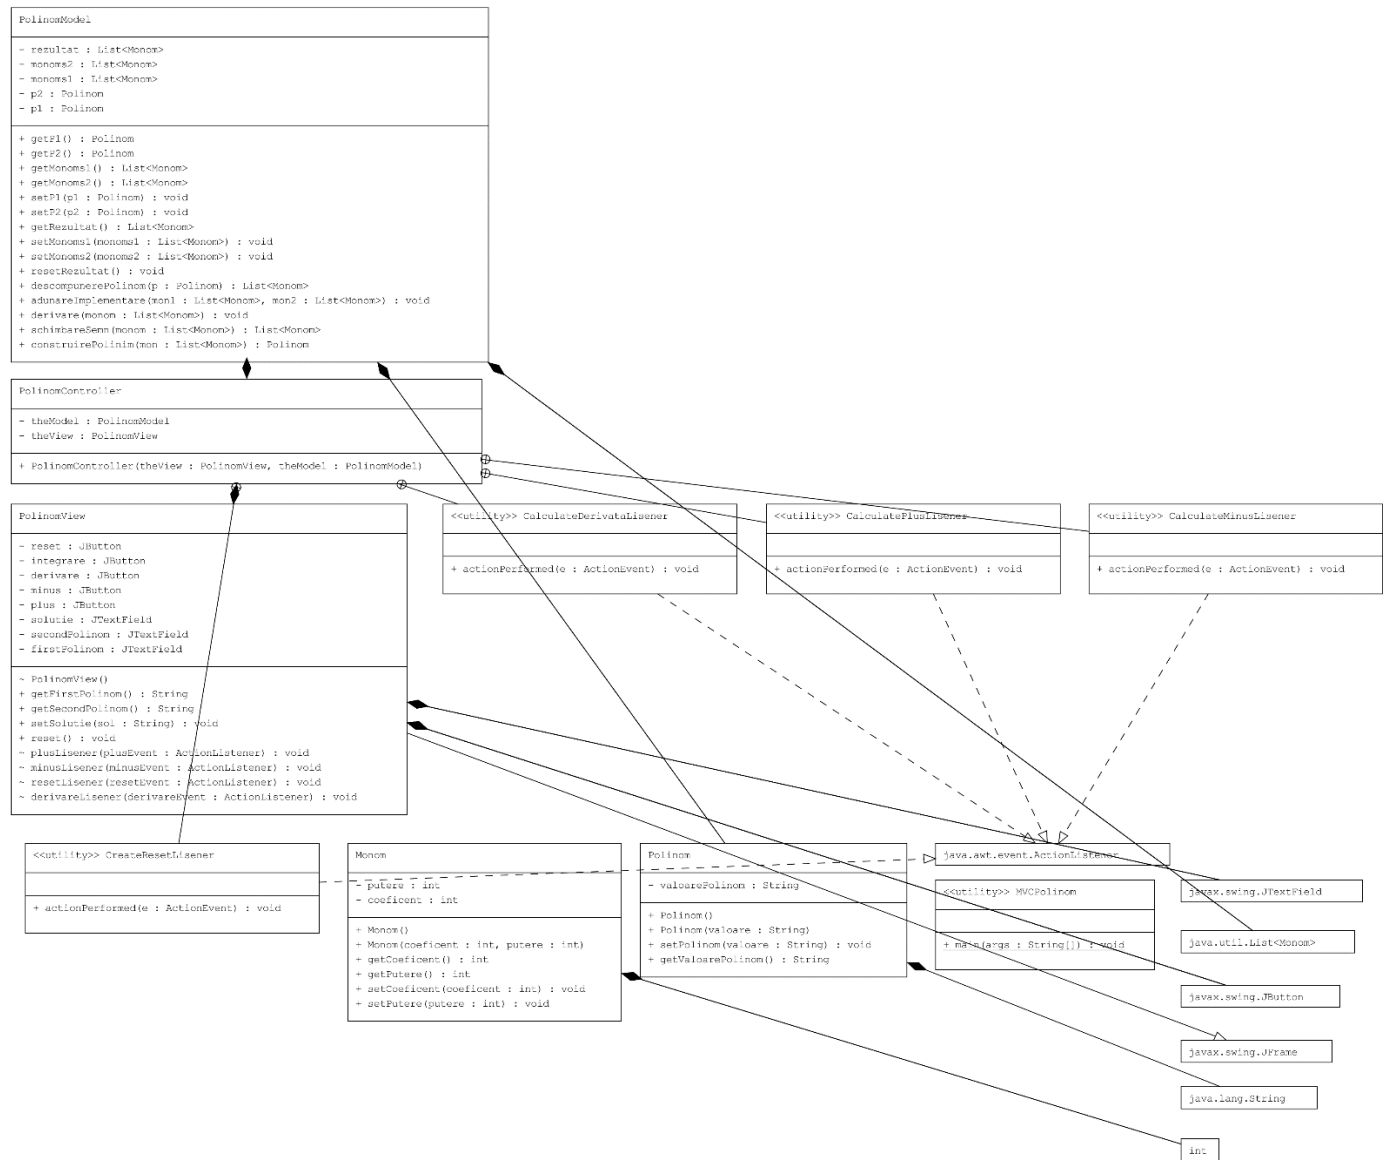 PolinomModel
- rezultat : List<Monom>
- monoms2 : List<Monom>
- monoms1 : List<Monom>
- p2 : Polinom
- p1 : Polinom
+ getP1() : Polinom
+ getP2() : Polinom
+ getMonoms1() : List<Monom>
+ getMonoms2() : List<Monom>
+ setP1(p1 : Polinom) : void
+ setP2(p2 : Polinom) : void
+ getRezultat() : List<Monom>
+ setMonoms1(monoms1 : List<Monom>) : void
+ setMonoms2(monoms2 : List<Monom>) : void
+ resetRezultat() : void
+ descompunerePolinom(p : Polinom) : List<Monom>
+ adunareImplementare(mon1 : List<Monom>, mon2 : List<Monom>) : void
+ derivare(monom : List<Monom>) : void
+ schimbareSemn(monom : List<Monom>) : List<Monom>
+ construirePolinim(mon : List<Monom>) : Polinom
PolinomController
- theModel : PolinomModel
- theView : PolinomView
+ PolinomController(theView : PolinomView, theModel : PolinomModel)
PolinomView
- reset : JButton
- integrare : JButton
- derivare : JButton
- minus : JButton
- plus : JButton
- solutie : JTextField
- secondPolinom : JTextField
- firstPolinom : JTextField
~ PolinomView()
+ getFirstPolinom() : String
+ getSecondPolinom() : String
+ setSolutie(sol : String) : void
+ reset() : void
~ plusLisener(plusEvent : ActionListener) : void
~ minusLisener(minusEvent : ActionListener) : void
~ resetLisener(resetEvent : ActionListener) : void
~ derivareLisener(derivareEvent : ActionListener) : void
<<utility>> CalculateDerivataLisener
+ actionPerformed(e : ActionEvent) : void
<<utility>> CalculatePlusLisener
+ actionPerformed(e : ActionEvent) : void
<<utility>> CalculateMinusLisener
+ actionPerformed(e : ActionEvent) : void
<<utility>> CreateResetLisener
+ actionPerformed(e : ActionEvent) : void
Monom
- putere : int
- coeficent : int
+ Monom()
+ Monom(coeficent : int, putere : int)
+ getCoeficent() : int
+ getPutere() : int
+ setCoeficent(coeficent : int) : void
+ setPutere(putere : int) : void
Polinom
- valoarePolinom : String
+ Polinom()
+ Polinom(valoare : String)
+ setPolinom(valoare : String) : void
+ getValoarePolinom() : String
java.awt.event.ActionListener
<<utility>> MVCPolinom
+ main(args : String[]) : void
javax.swing.JTextField
java.util.List<Monom>
javax.swing.JButton
javax.swing.JFrame
java.lang.String
int